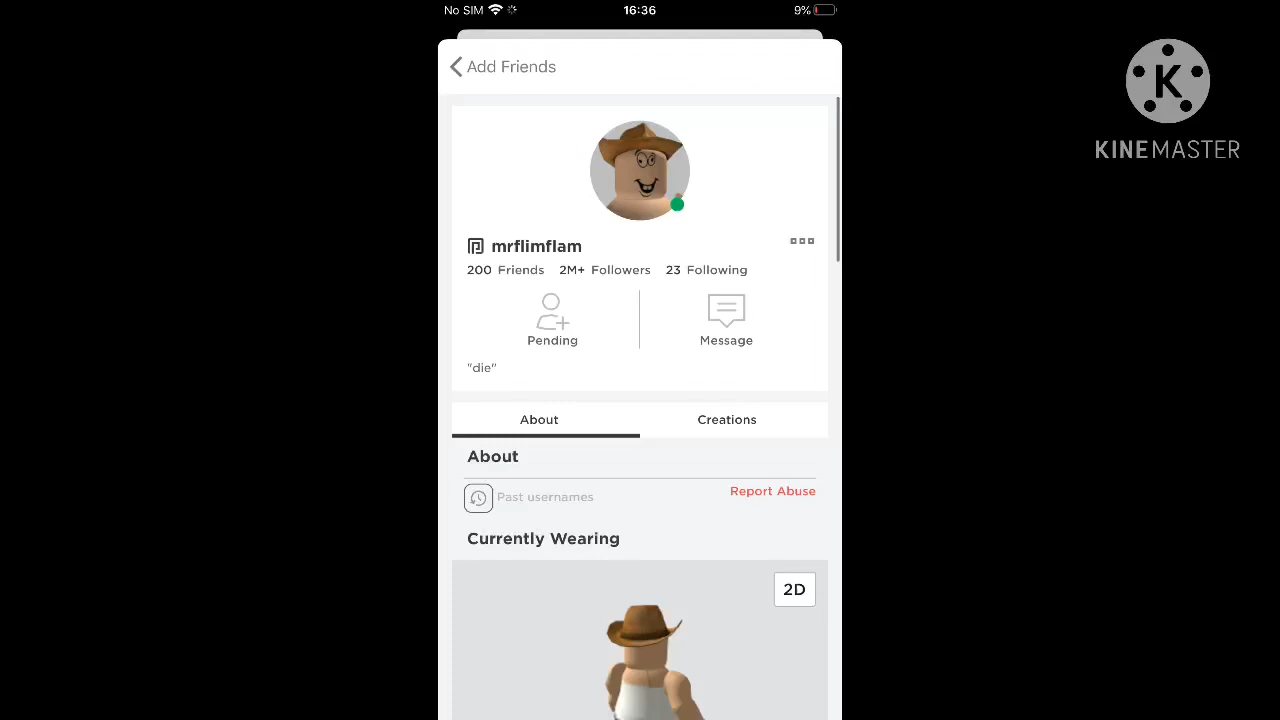 No SIM 16:36 9%
Add Friends
K
KINEMASTER
mrflimflam
200 Friends 2M+ Followers 23 Following
Pending Message
"die"
About Creations
About
Past usernames Report Abuse
Currently Wearing
2D